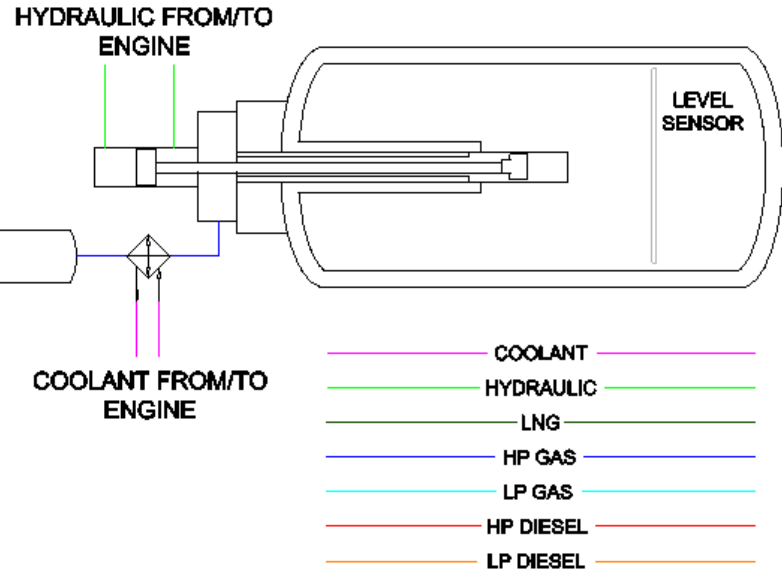 HYDRAULIC FROM/TO
ENGINE
LEVEL
SENSOR
COOLANT FROM/TO
ENGINE
COOLANT
HYDRAULIC
LNG
HP GAS
LP GAS
HP DIESEL
LP DIESEL